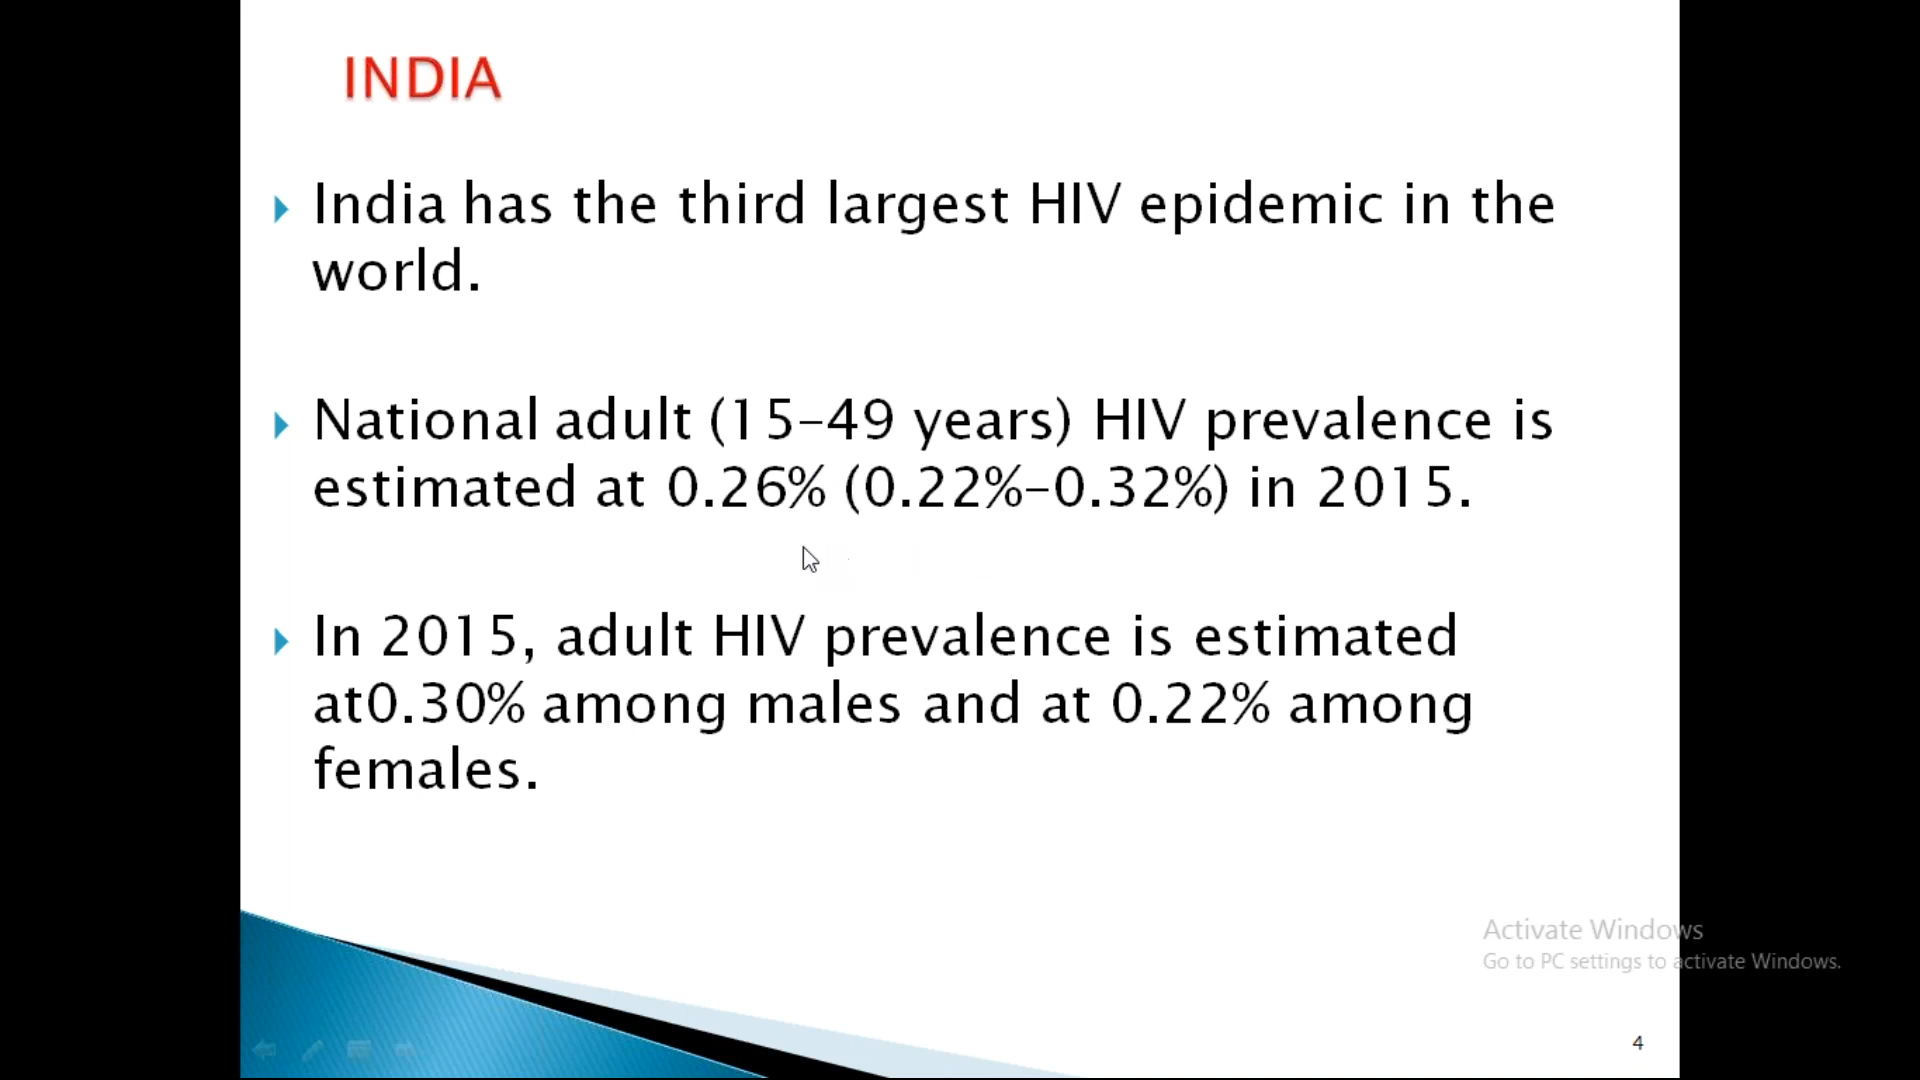 INDIA
India has the third largest HIV epidemic in the
world.
National adult (15–49 years) HIV prevalence is
estimated at 0.26% (0.22%–0.32%) in 2015.
In 2015, adult HIV prevalence is estimated
at0.30% among males and at 0.22% among
females.
Activate Windows
Go to PC settings to activate Windows.
4